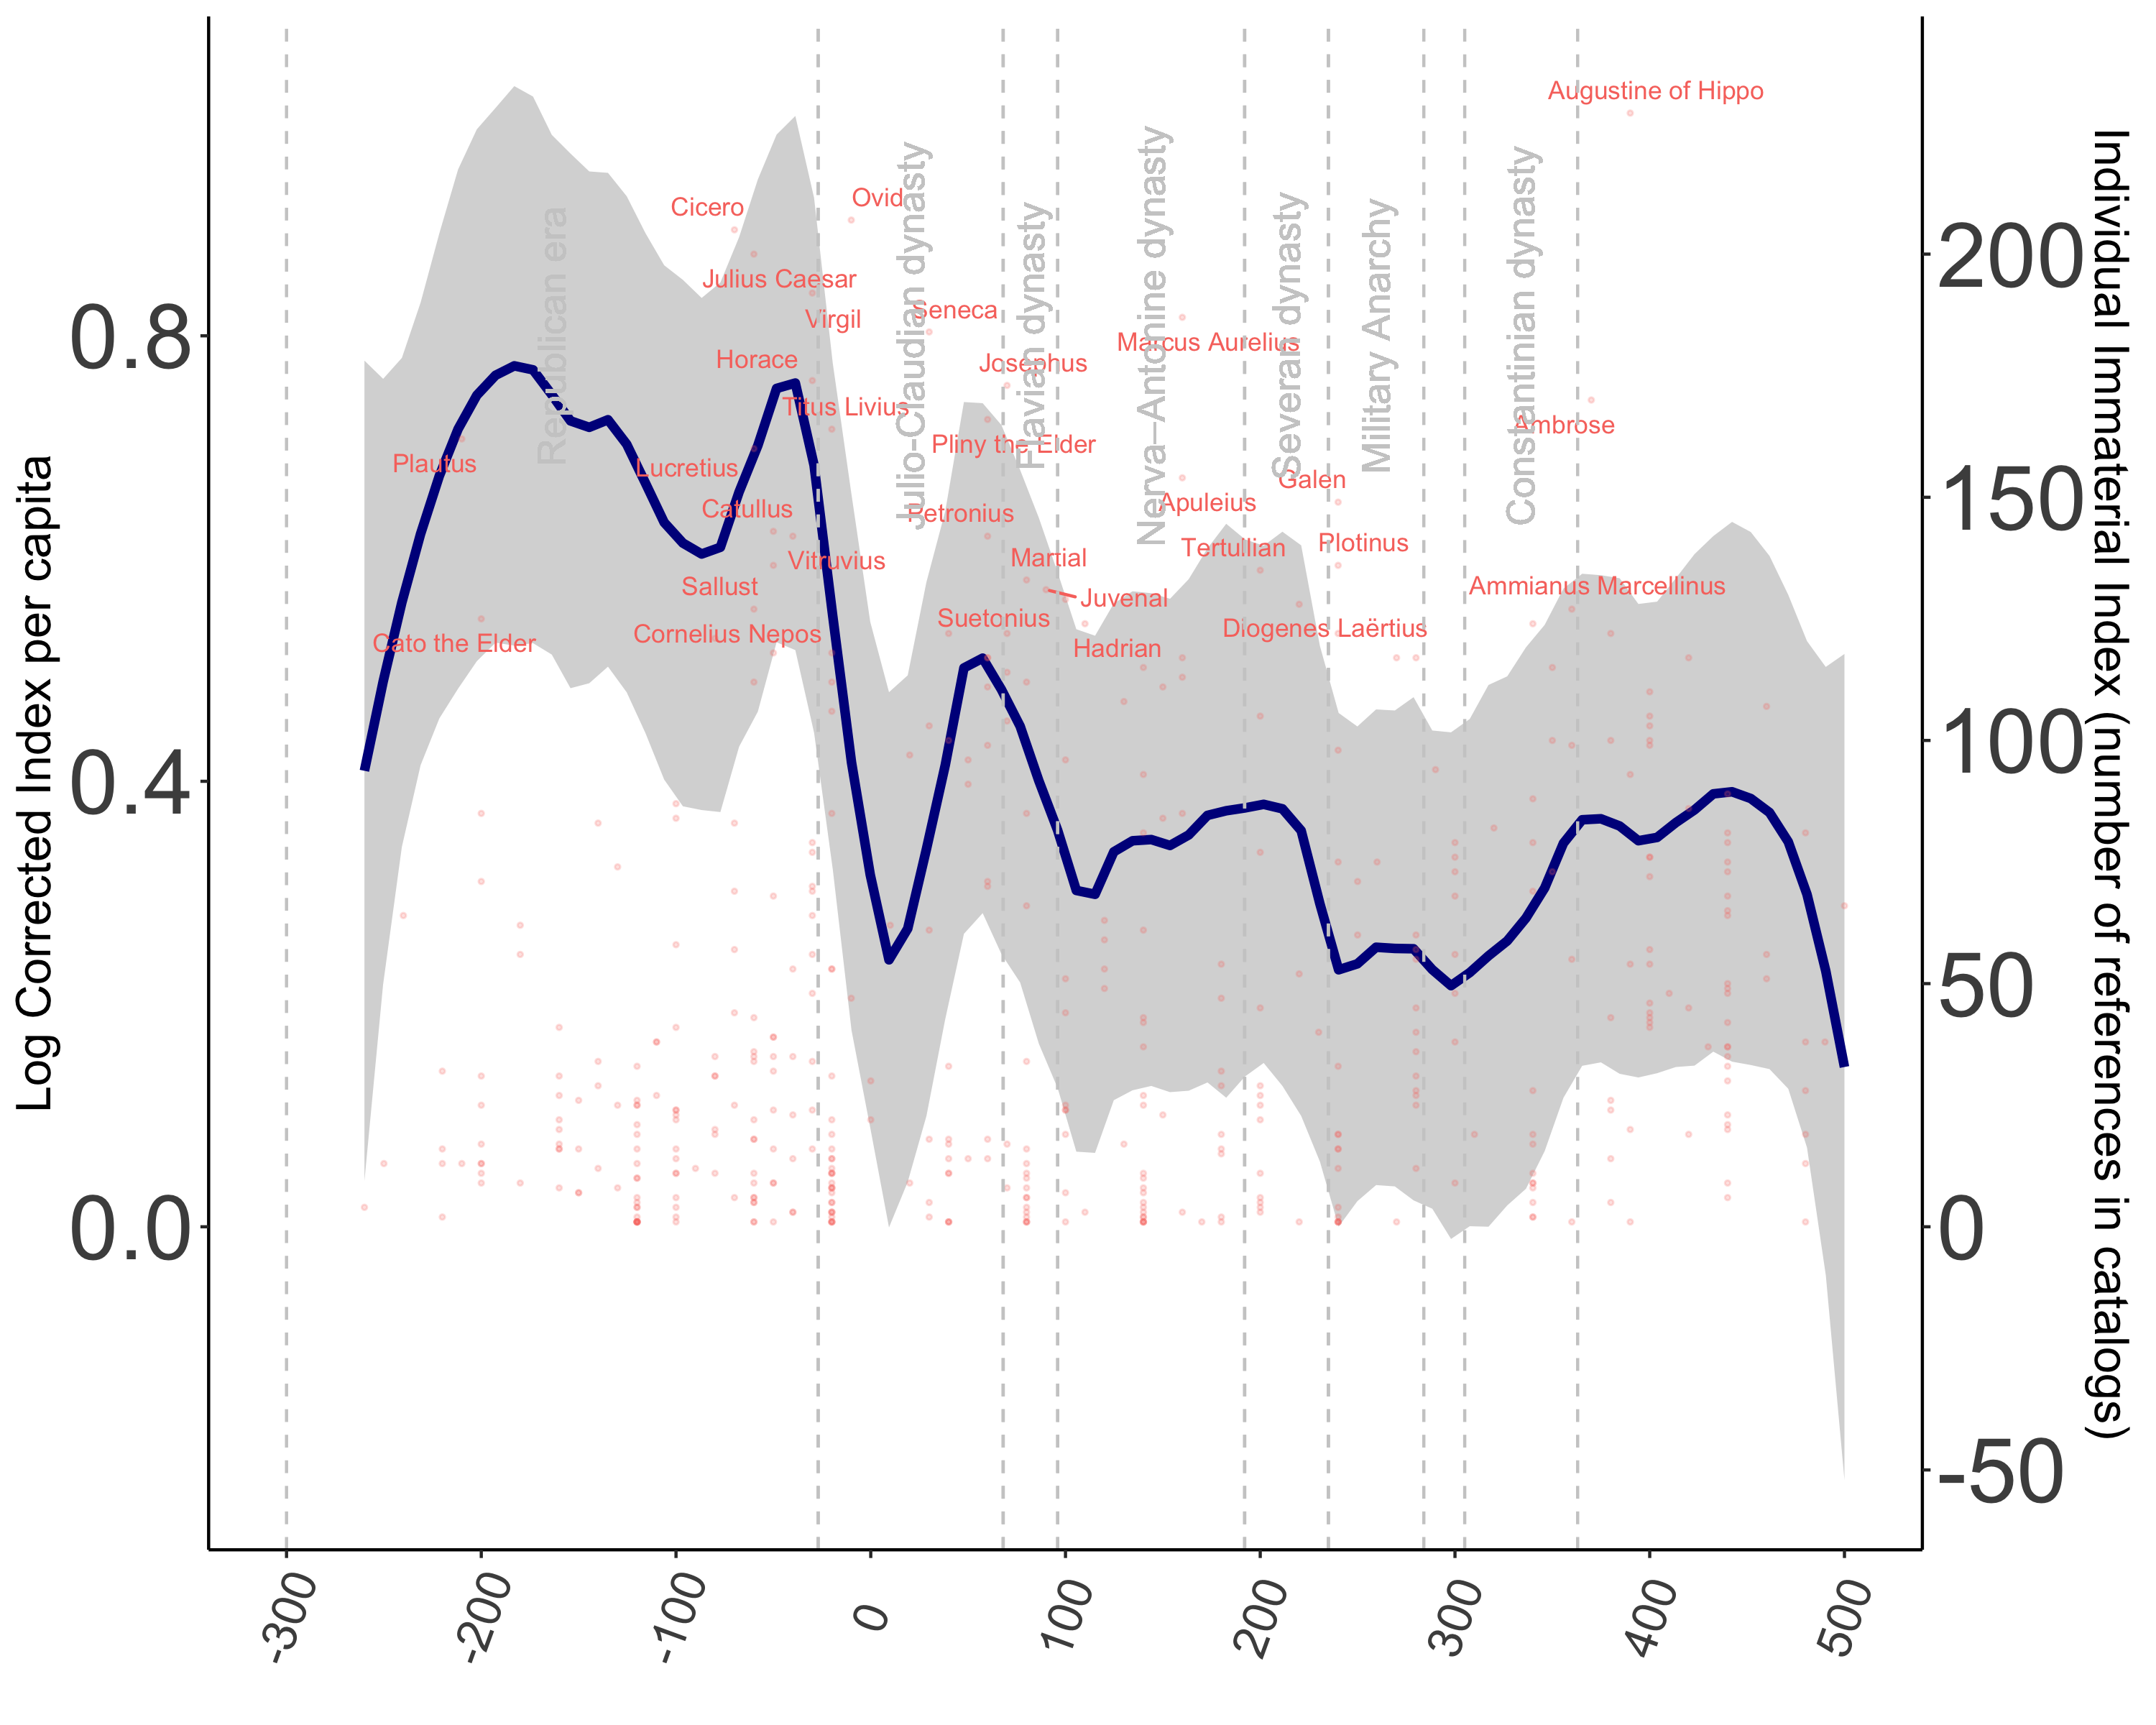 Log Corrected Index per capita
0.8
0.4
0.0
Individual Immaterial Index (number of references in catalogs)
200
150
100
50
0
-50
-300
-200
-100
0
100
200
300
400
500
Republican era
Julio-Claudian dynasty
Flavian dynasty
Nerva–Antonine dynasty
Severan dynasty
Military Anarchy
Constantinian dynasty
Augustine of Hippo
Ovid
Cicero
Julius Caesar
Seneca
Virgil
Marcus Aurelius
Horace
Josephus
Titus Livius
Ambrose
Pliny the Elder
Plautus
Lucretius
Galen
Apuleius
Catullus
Petronius
Plotinus
Tertullian
Martial
Vitruvius
Sallust
Ammianus Marcellinus
Juvenal
Suetonius
Diogenes Laërtius
Cornelius Nepos
Cato the Elder
Hadrian